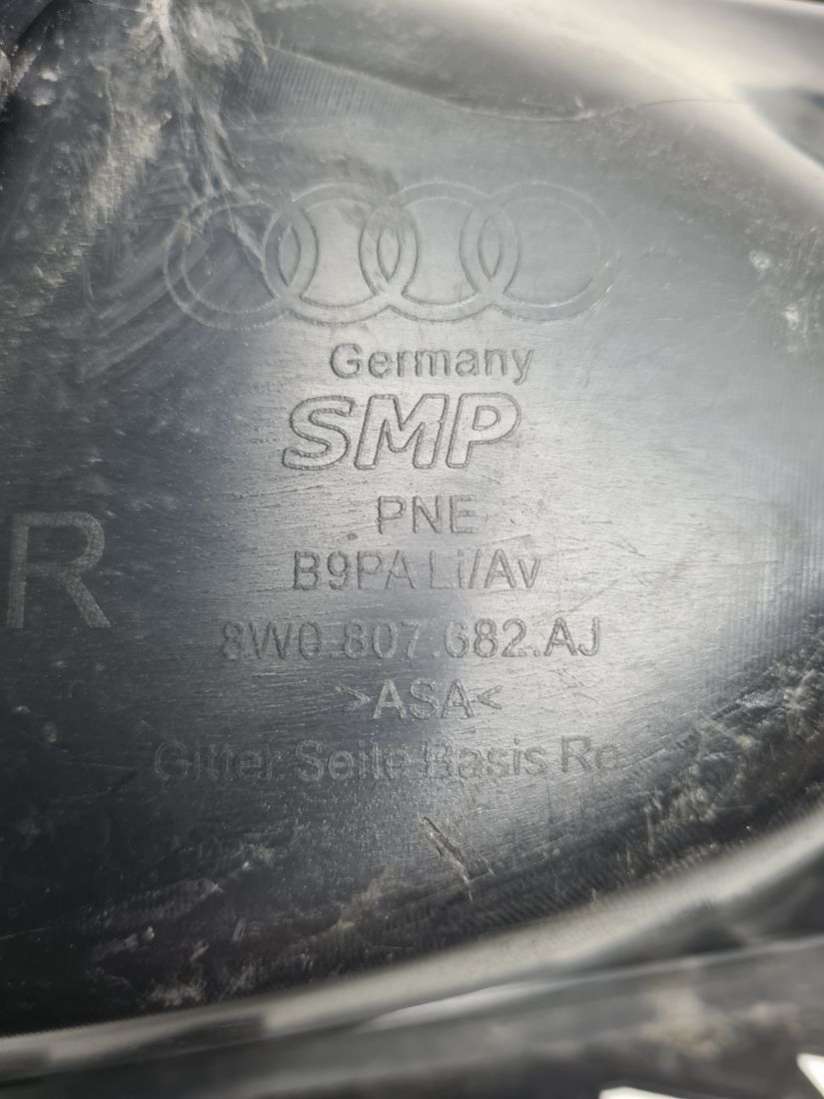 Germany
SMP
PNE
R
B9PA Li/Av
8W0.807.682.AJ
>ASA<
Gitter Seite Basis Re